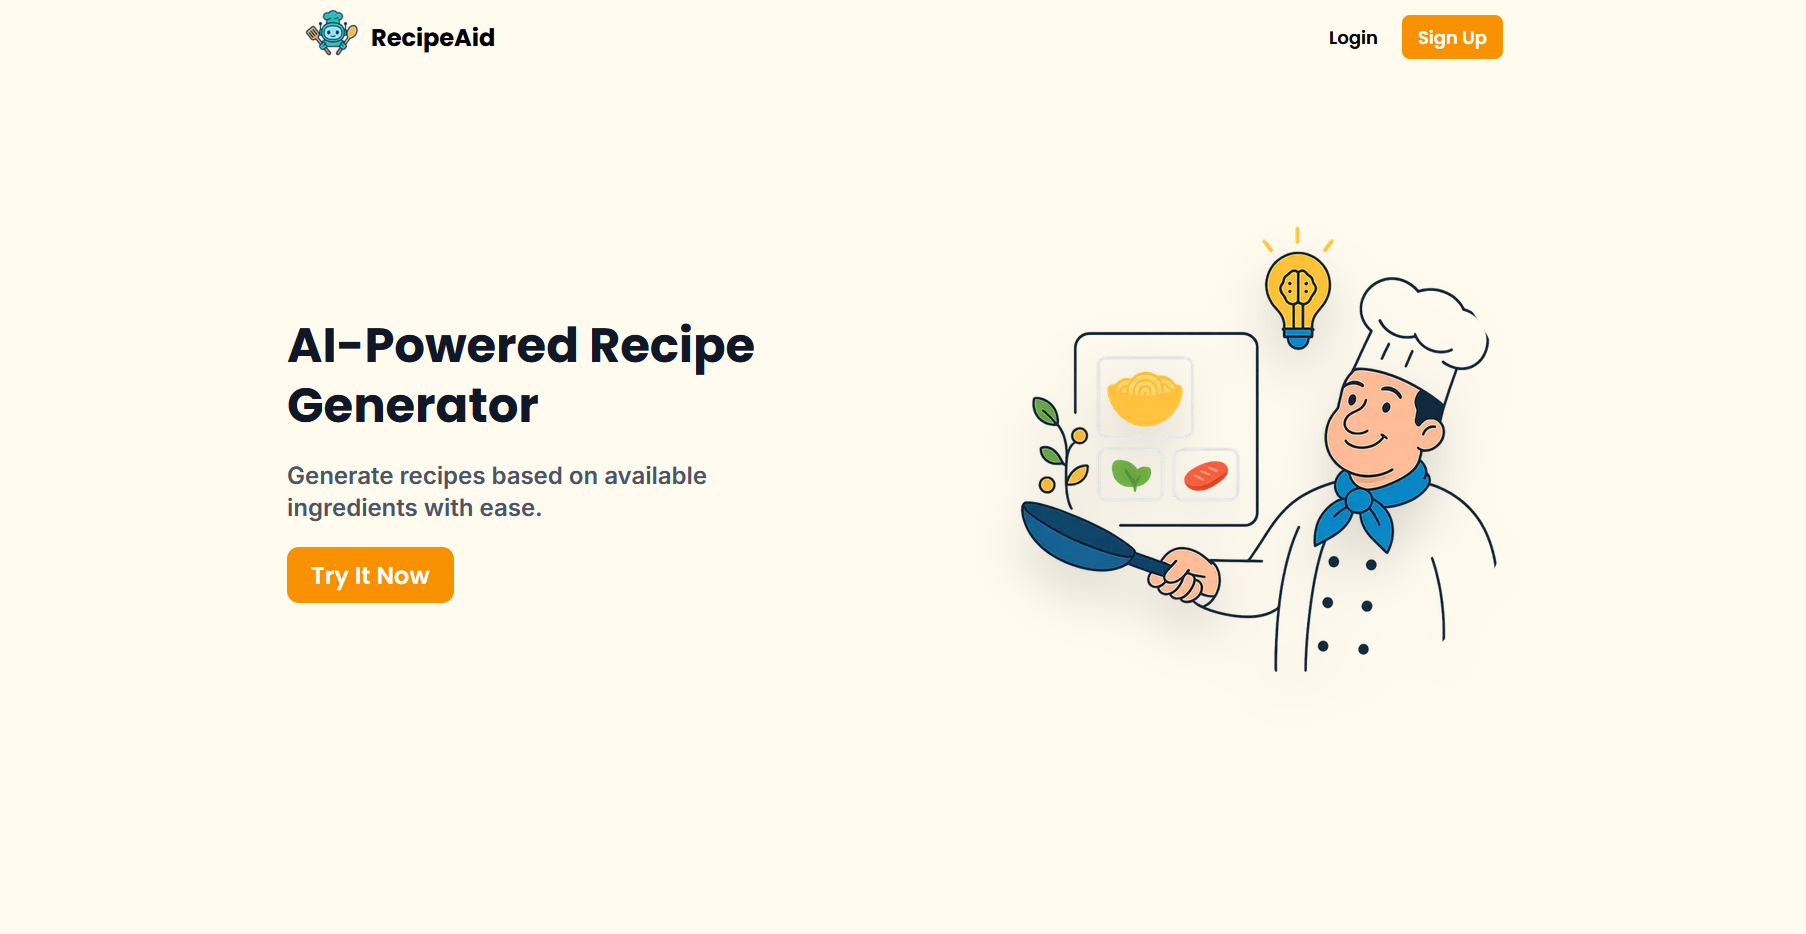 RecipeAid
Login
Sign Up
AI-Powered Recipe
Generator
Generate recipes based on available
ingredients with ease.
Try It Now